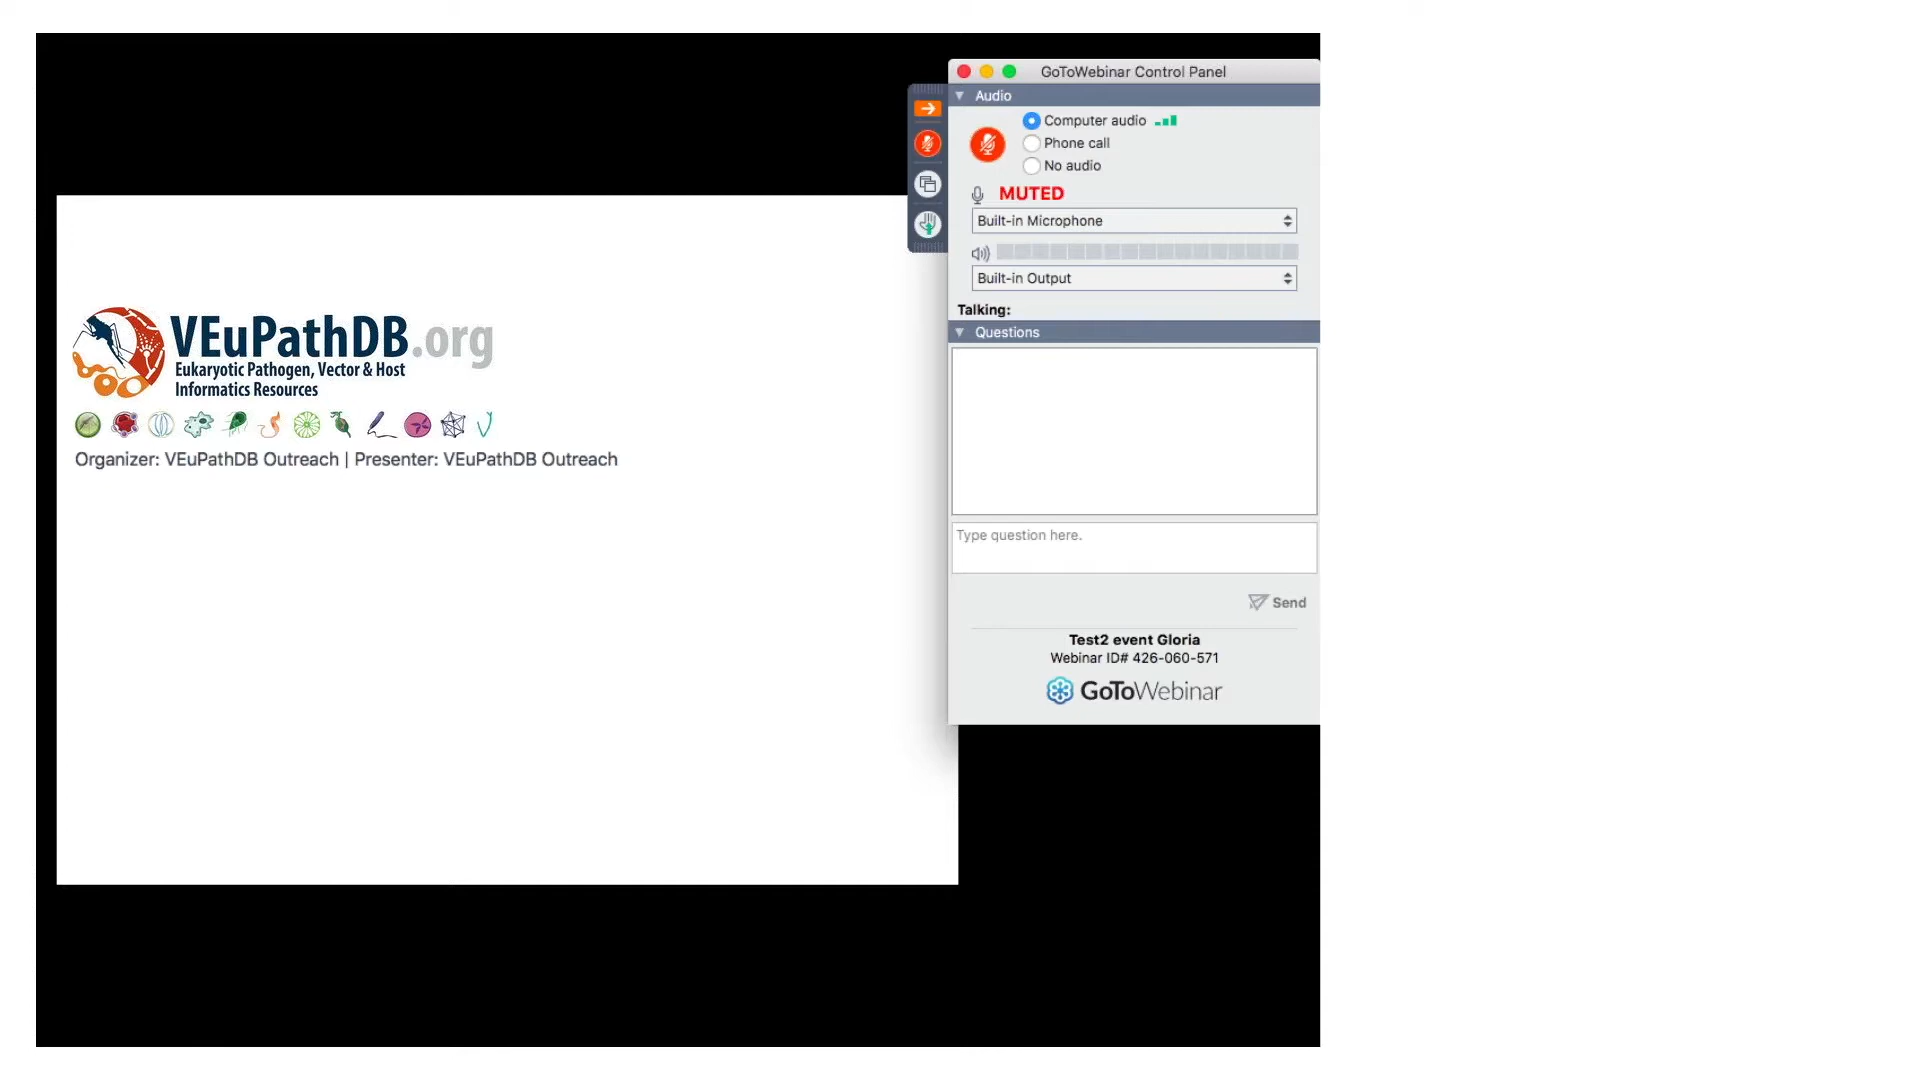 GoToWebinar Control Panel
Audio
Computer audio
Phone call
No audio
MUTED
Built-in Microphone
Built-in Output
Talking:
Questions
Type question here.
Send
Test2 event Gloria
Webinar ID# 426-060-571
GoToWebinar
VEuPathDB.org
Eukaryotic Pathogen, Vector & Host
Informatics Resources
Organizer: VEuPathDB Outreach | Presenter: VEuPathDB Outreach